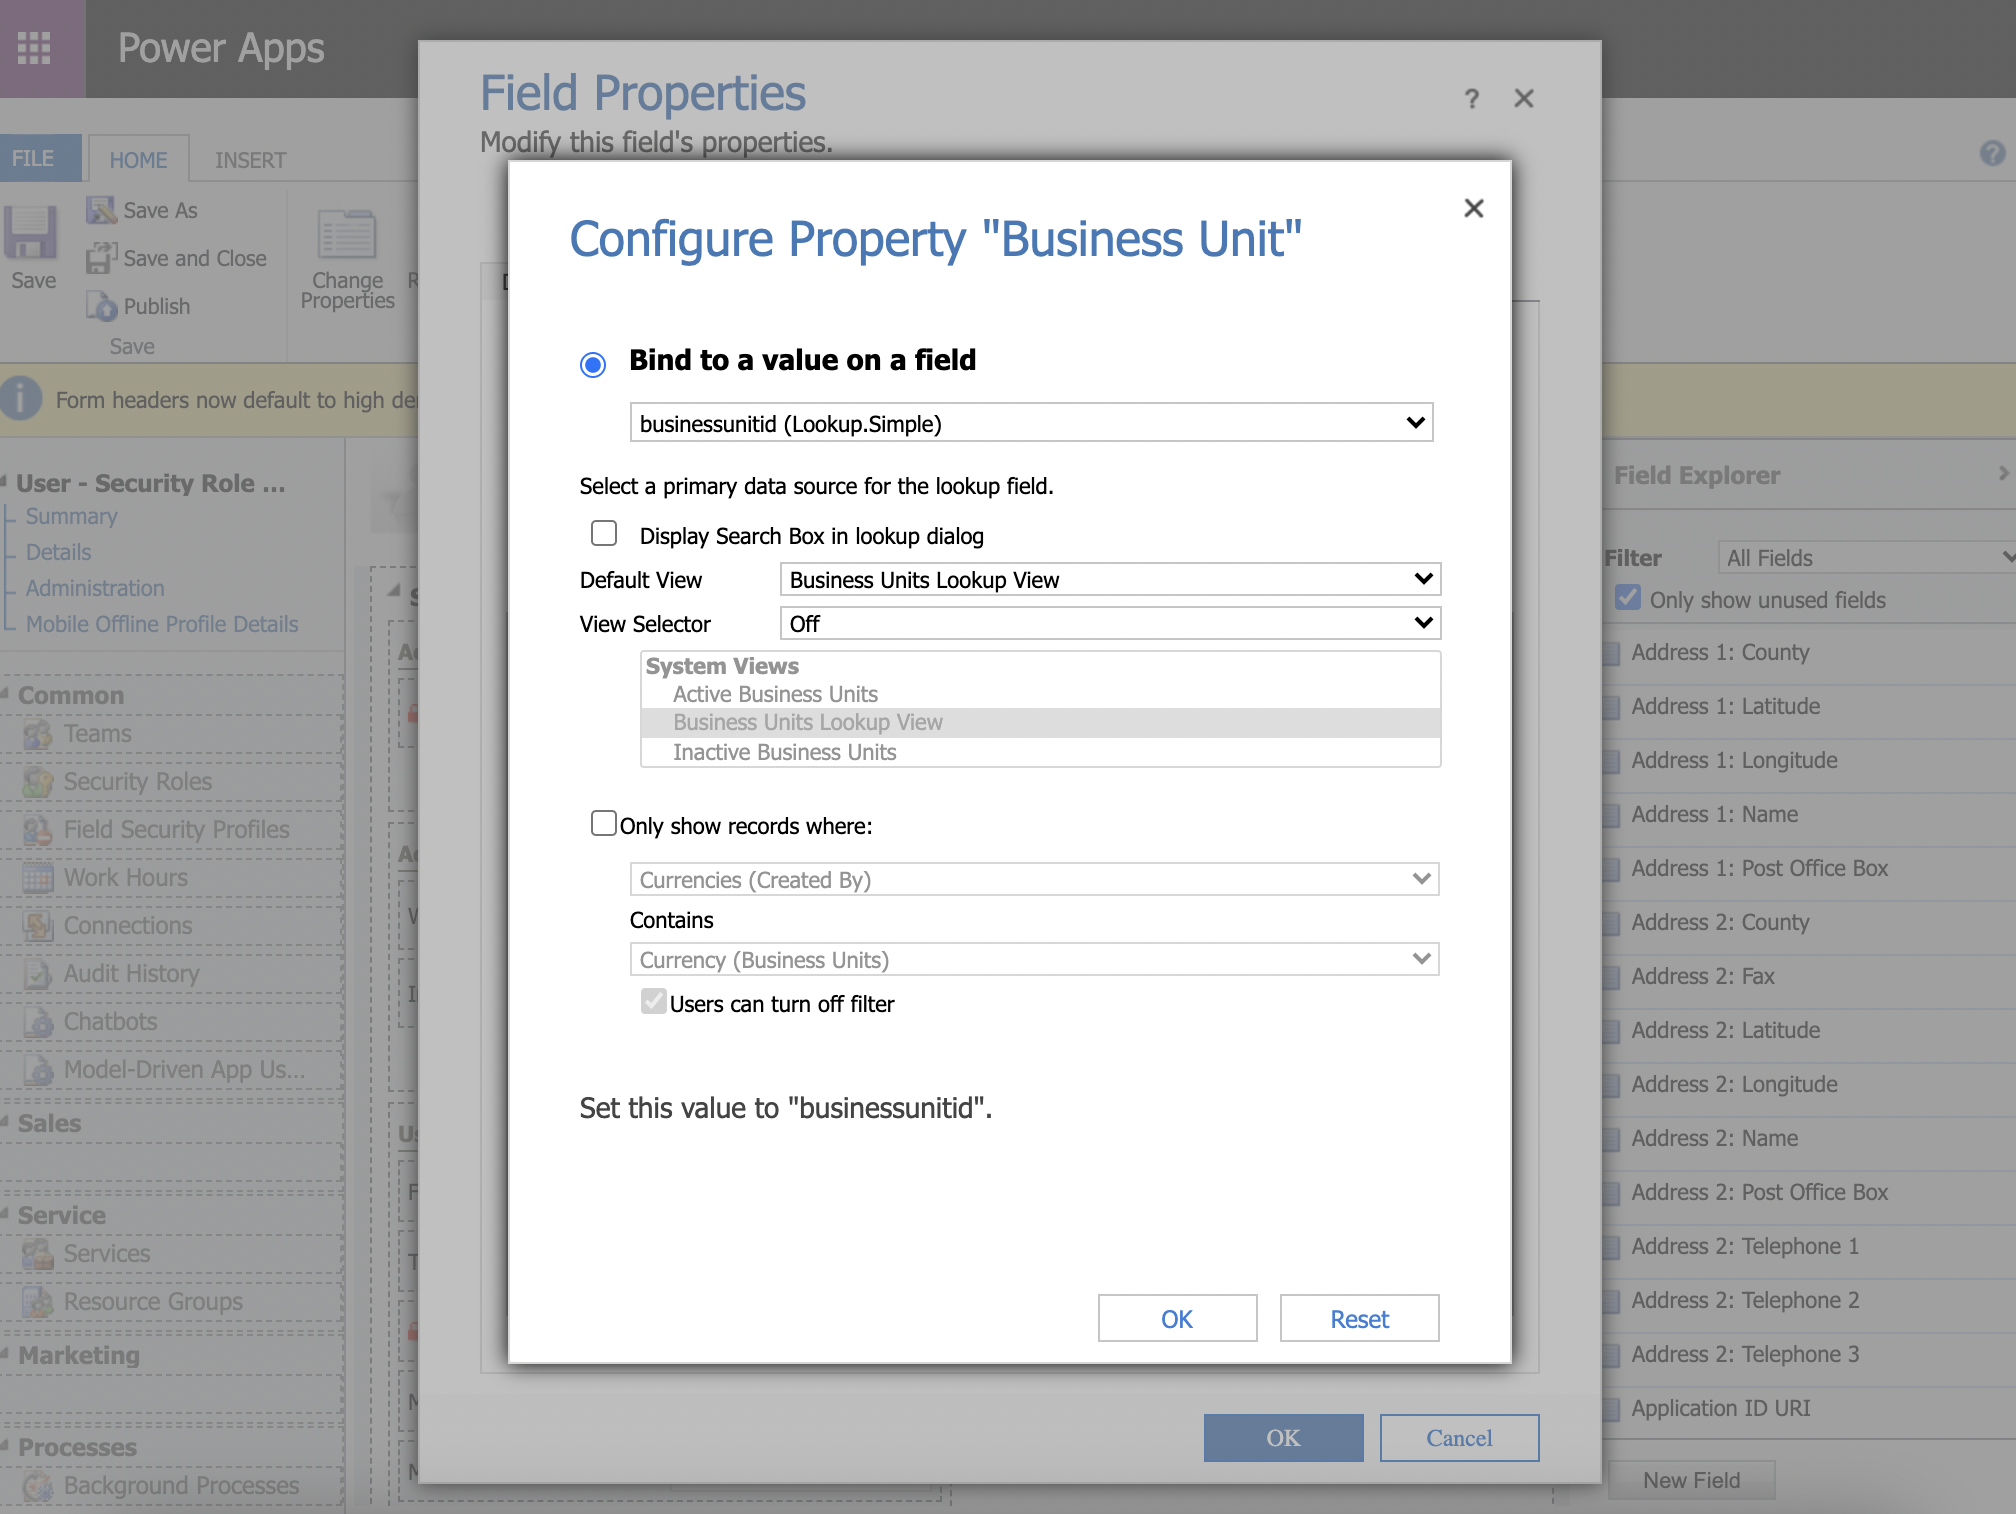 Power Apps
FILE
HOME
INSERT
Save
Save As
Save and Close
Publish
Save
Change
Properties
Form headers now default to high
User - Security Role ...
Summary
Details
Administration
Mobile Offline Profile Details
Common
Teams
Security Roles
Field Security Profiles
Work Hours
Connections
Audit History
Chatbots
Model-Driven App Us...
Sales
Service
Services
Resource Groups
Marketing
Processes
Background Processes
Field Properties
Modify this field's properties.
?
Configure Property "Business Unit"
Bind to a value on a field
businessunitid (Lookup.Simple)
Select a primary data source for the lookup field.
Display Search Box in lookup dialog
Default View
Business Units Lookup View
View Selector
Off
System Views
Active Business Units
Business Units Lookup View
Inactive Business Units
Only show records where:
Currencies (Created By)
Contains
Currency (Business Units)
Users can turn off filter
Set this value to "businessunitid".
OK
Reset
OK
Cancel
?
Field Explorer
Filter
All Fields
Only show unused fields
Address 1: County
Address 1: Latitude
Address 1: Longitude
Address 1: Name
Address 1: Post Office Box
Address 2: County
Address 2: Fax
Address 2: Latitude
Address 2: Longitude
Address 2: Name
Address 2: Post Office Box
Address 2: Telephone 1
Address 2: Telephone 2
Address 2: Telephone 3
Application ID URI
New Field